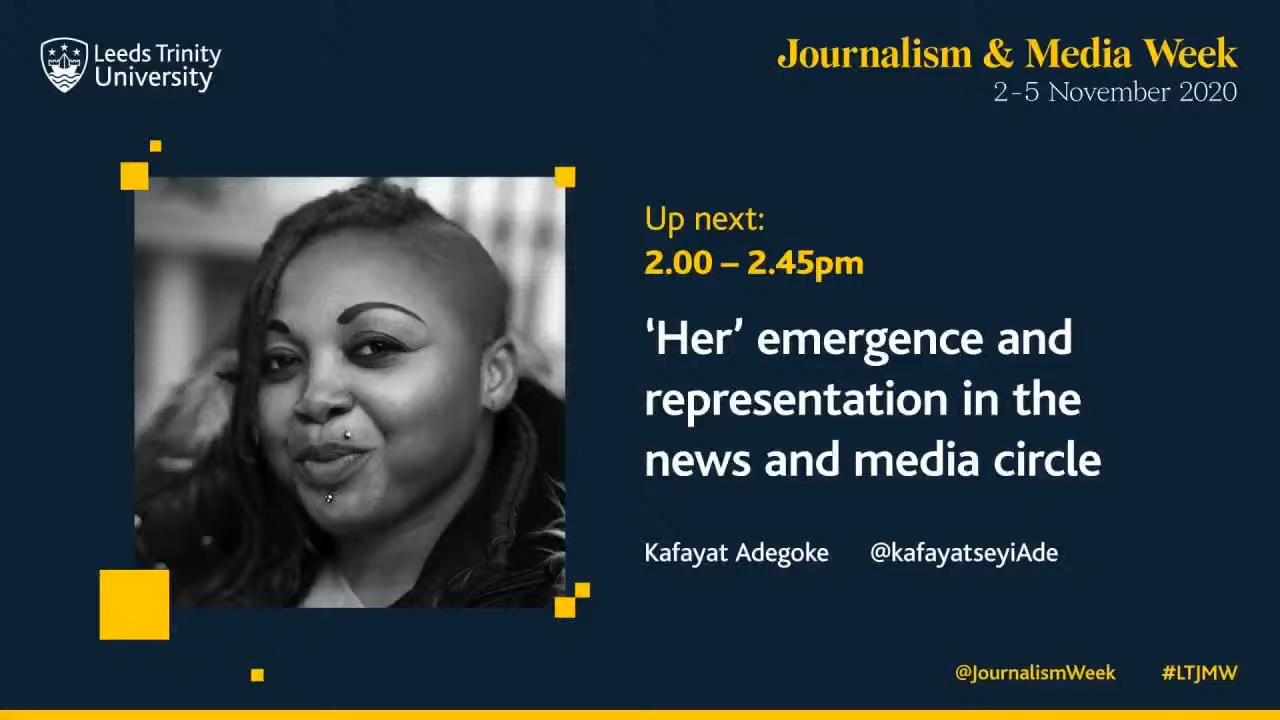 Leeds Trinity
University
Journalism & Media Week
2-5 November 2020
Up next:
2.00 – 2.45pm
‘Her’ emergence and
representation in the
news and media circle
Kafayat Adegoke @kafayatseyiAde
@JournalismWeek #LTJMW